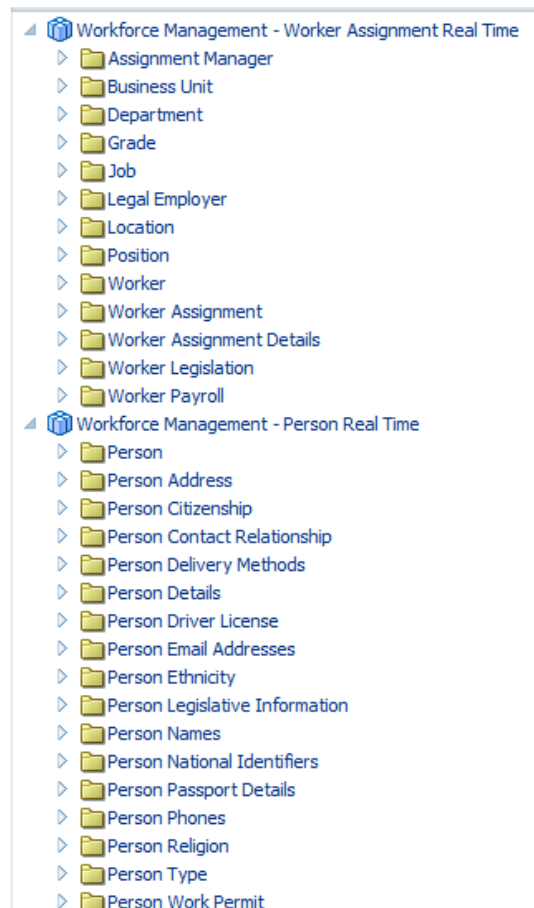 Workforce Management - Worker Assignment Real Time
Assignment Manager
Business Unit
Department
Grade
Job
Legal Employer
Location
Position
Worker
Worker Assignment
Worker Assignment Details
Worker Legislation
Worker Payroll
Workforce Management - Person Real Time
Person
Person Address
Person Citizenship
Person Contact Relationship
Person Delivery Methods
Person Details
Person Driver License
Person Email Addresses
Person Ethnicity
Person Legislative Information
Person Names
Person National Identifiers
Person Passport Details
Person Phones
Person Religion
Person Type
Person Work Permit